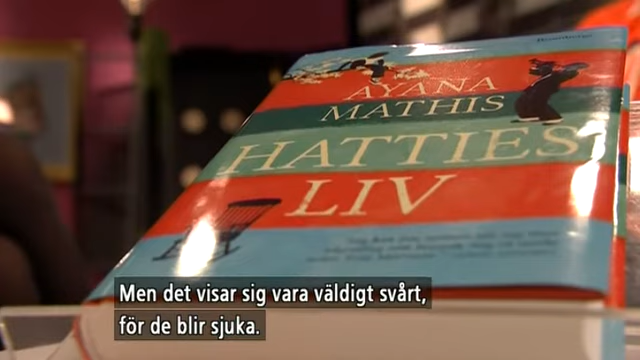 AYANA
MATHIS
HATTIES
LIV
Men det visar sig vara väldigt svårt,
för de blir sjuka.